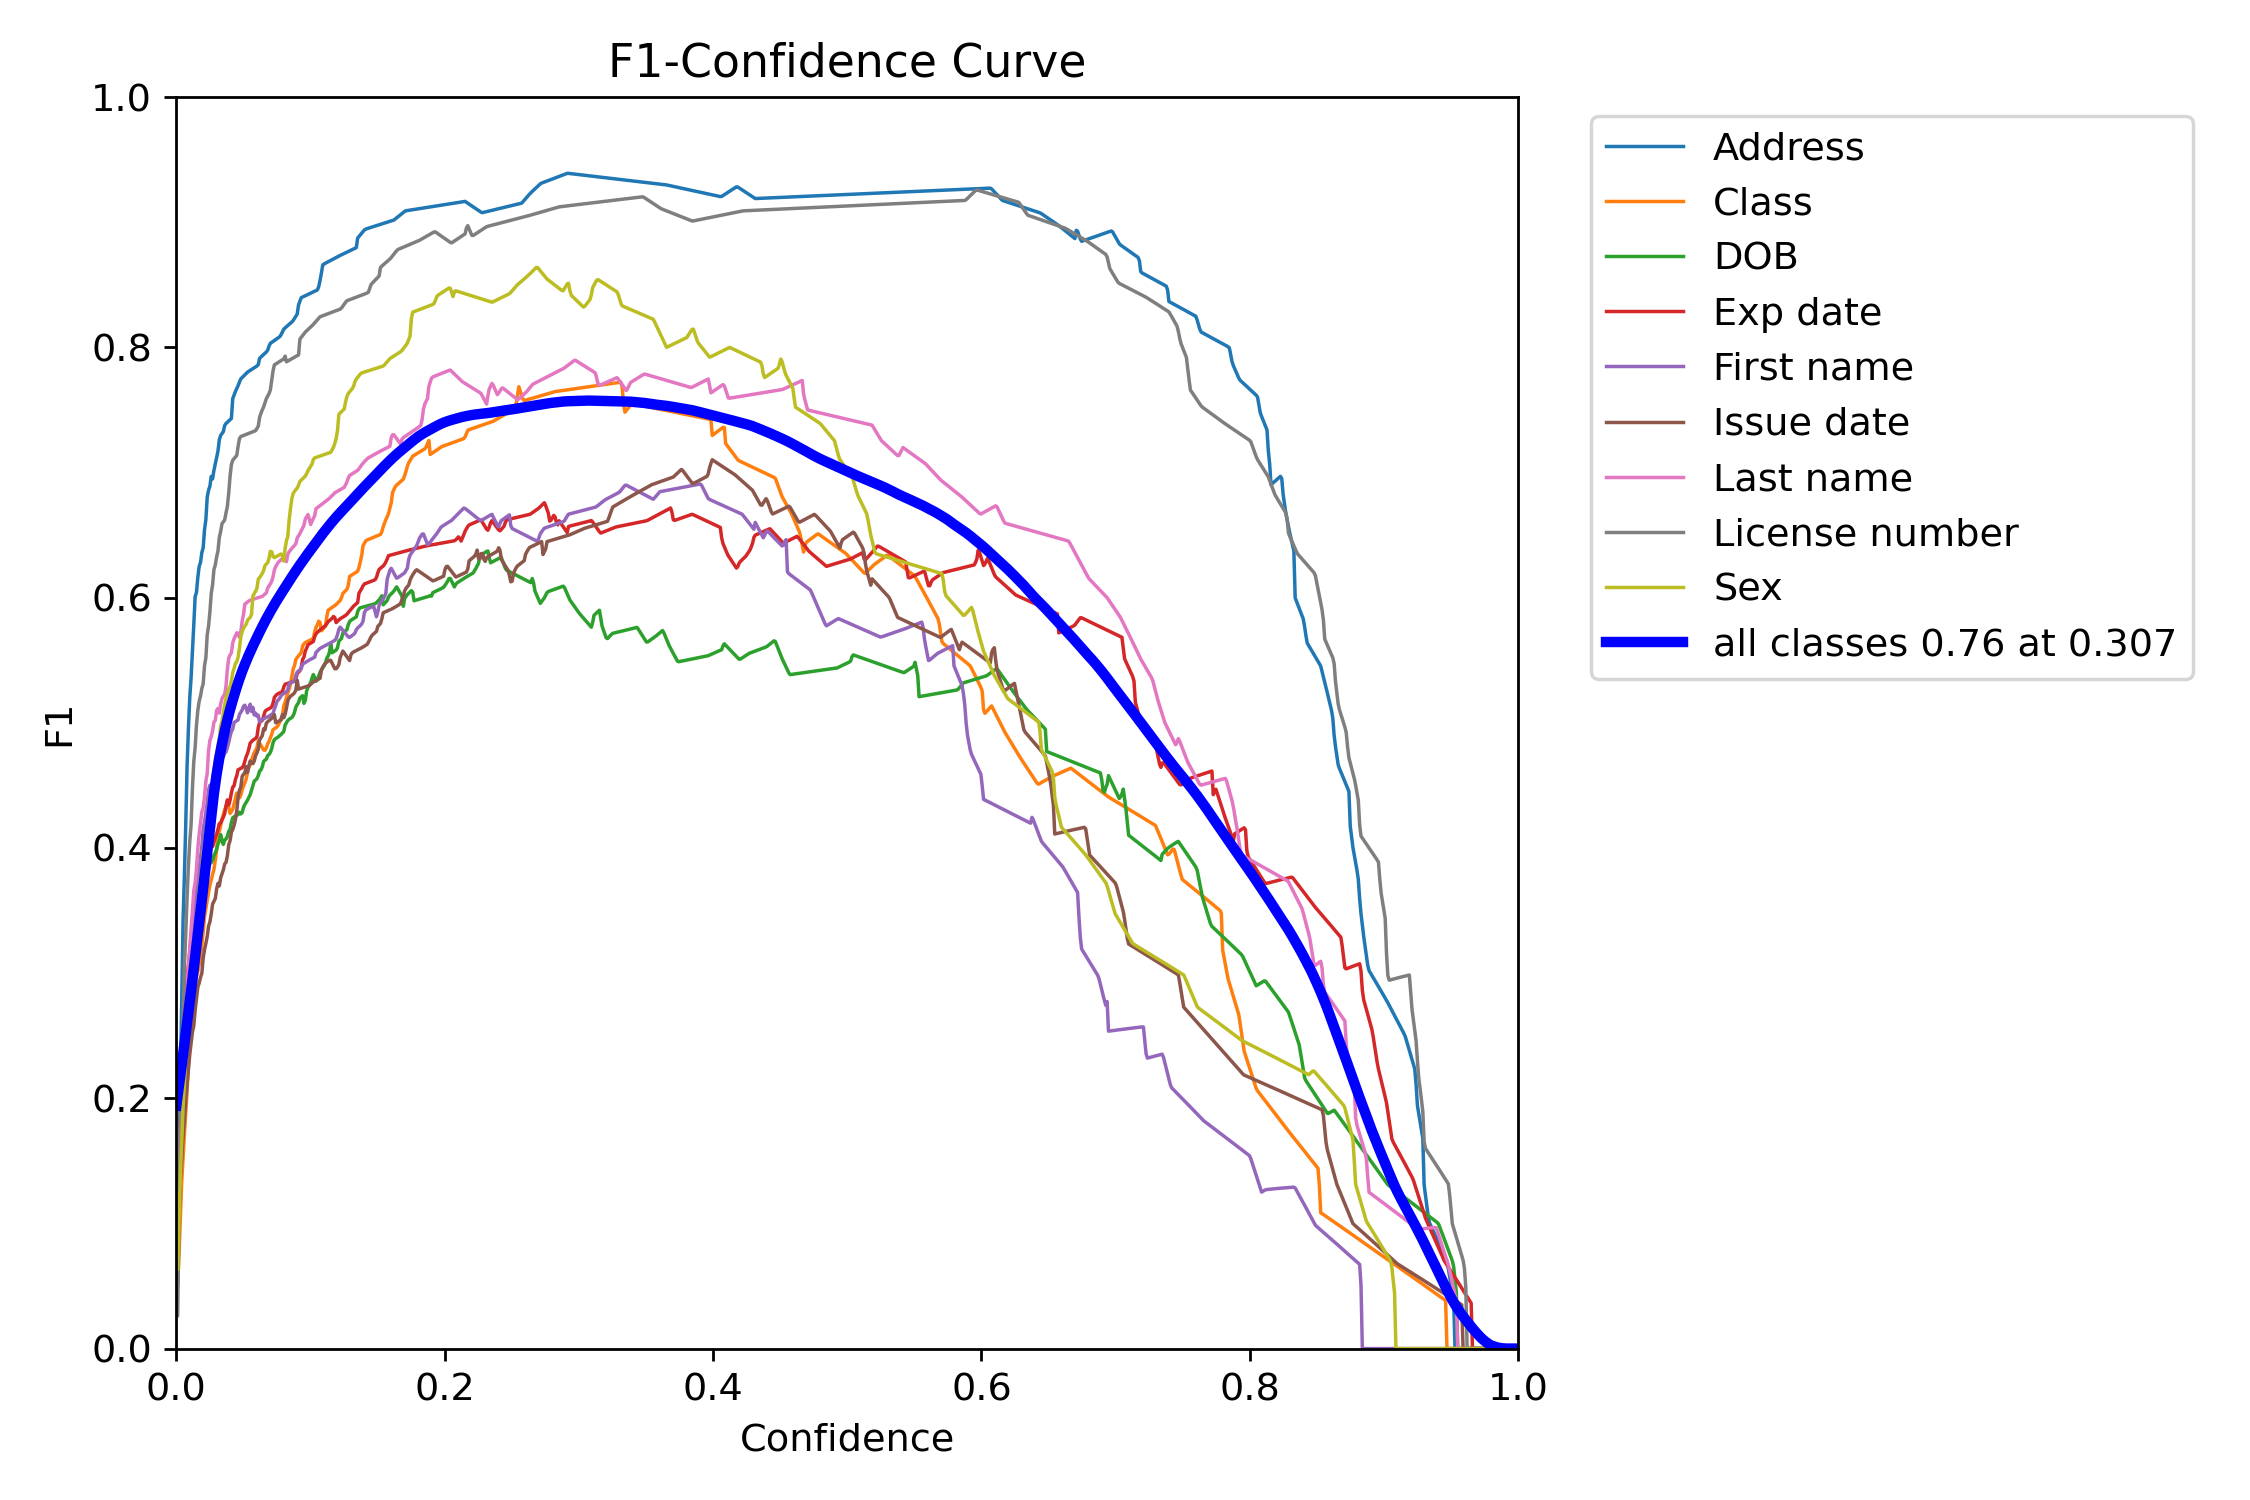 F1-Confidence Curve
1.0
0.8
0.6
0.4
0.2
0.0
F1
0.0 0.2 0.4 0.6 0.8 1.0
Confidence
Address
Class
DOB
Exp date
First name
Issue date
Last name
License number
Sex
all classes 0.76 at 0.307